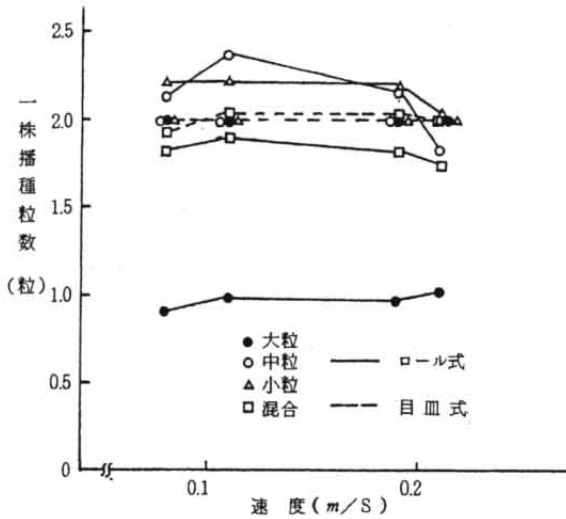 2.5
2.0
1.5
1.0
0.5
0
一株播種粒数(粒)
● 大粒
○ 中粒 ロール式
△ 小粒
□ 混合 目皿式
0.1 0.2
速度(m/S)